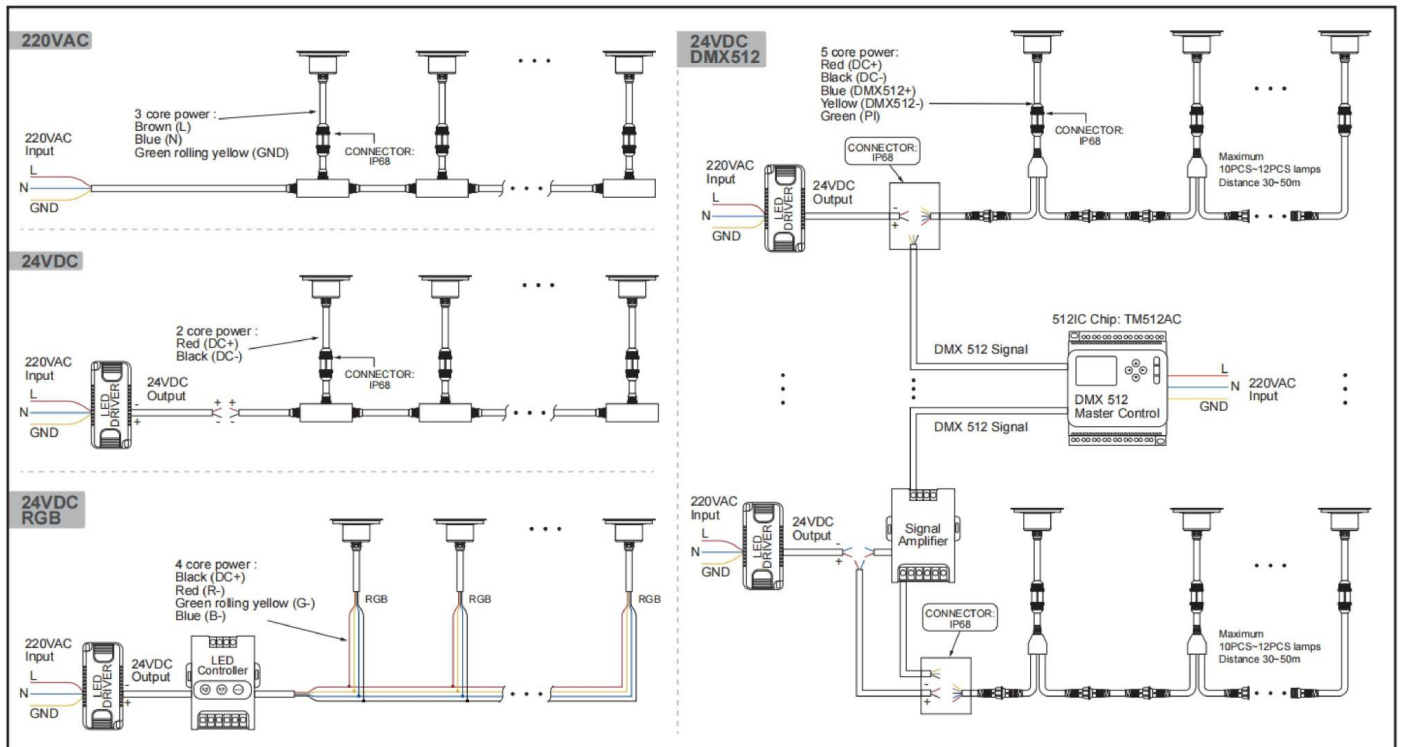 220VAC
3 core power :
Brown (L)
Blue (N)
Green rolling yellow (GND)
CONNECTOR:
IP68
220VAC
Input
L
N
GND
24VDC
2 core power :
Red (DC+)
Black (DC-)
CONNECTOR:
IP68
220VAC
Input
L
N
GND
LED
DRIVER
24VDC
Output
-
+
+ +
- -
24VDC
RGB
4 core power :
Black (DC+)
Red (R-)
Green rolling yellow (G-)
Blue (B-)
RGB
RGB
RGB
220VAC
Input
L
N
GND
LED
DRIVER
24VDC
Output
-
+
LED
Controller
24VDC
DMX512
5 core power:
Red (DC+)
Black (DC-)
Blue (DMX512+)
Yellow (DMX512-)
Green (PI)
CONNECTOR:
IP68
CONNECTOR:
IP68
220VAC
Input
L
N
GND
LED
DRIVER
24VDC
Output
-
+
Maximum
10PCS~12PCS lamps
Distance 30~50m
512IC Chip: TM512AC
DMX 512 Signal
DMX 512
Master Control
L
N
GND
220VAC
Input
DMX 512 Signal
220VAC
Input
L
N
GND
LED
DRIVER
24VDC
Output
-
+
Signal
Amplifier
CONNECTOR:
IP68
-
+
Maximum
10PCS~12PCS lamps
Distance 30~50m